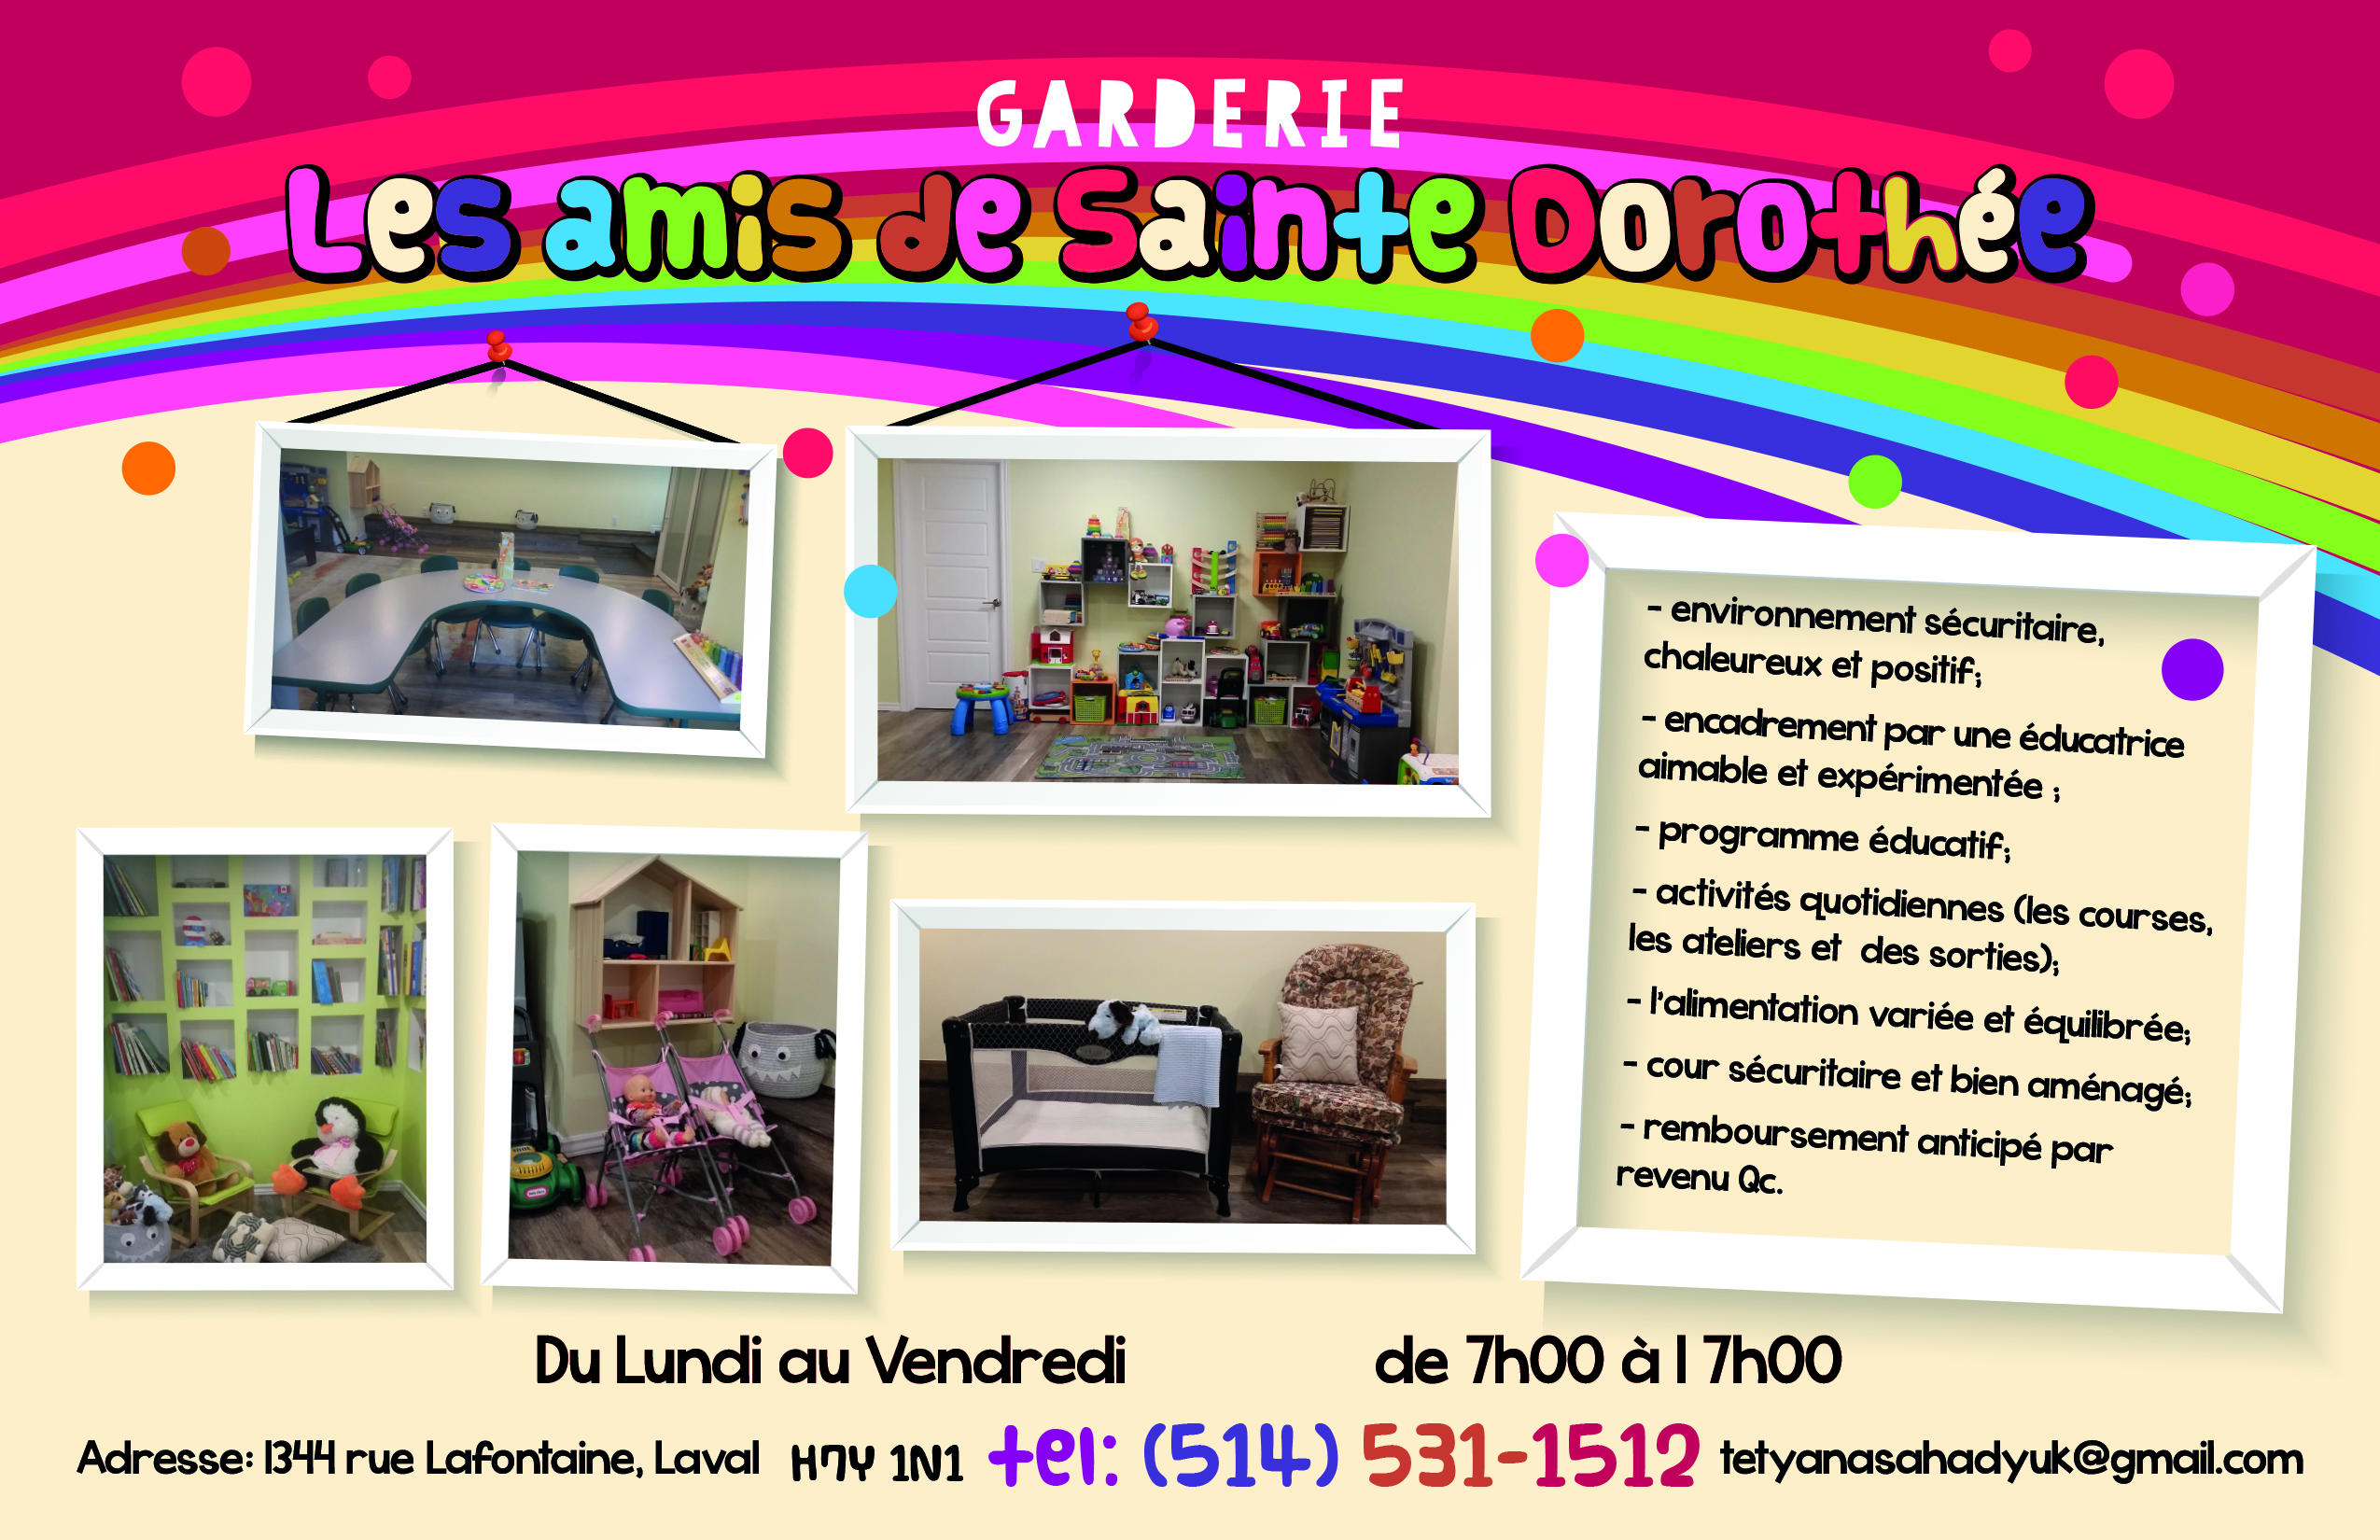 GARDERIE
Les amis de Sainte Dorothée
- environnement sécuritaire,
chaleureux et positif;
- encadrement par une éducatrice
aimable et expérimentée ;
- programme éducatif;
- activités quotidiennes (les courses,
les ateliers et des sorties);
- l'alimentation variée et équilibrée;
- cour sécuritaire et bien aménagé;
- remboursement anticipé par
revenu Qc.
Du Lundi au Vendredi de 7h00 à 17h00
Adresse: 1344 rue Lafontaine, Laval H7Y 1N1 tel: (514) 531-1512 tetyanasahadyuk@gmail.com